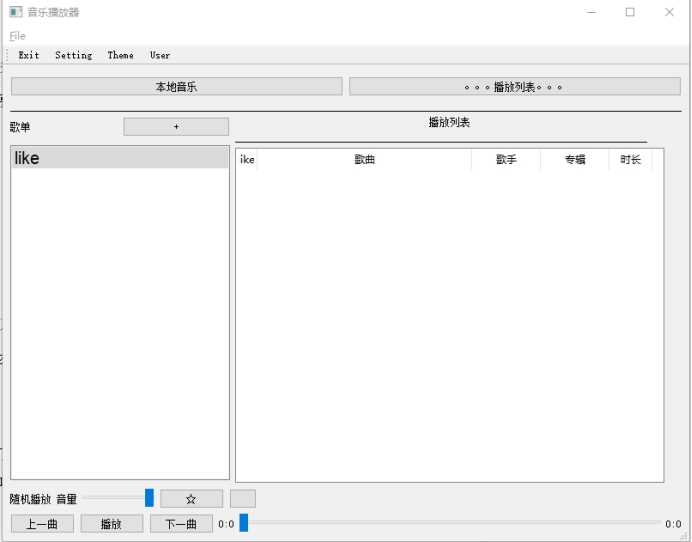 音乐播放器
File
Exit Setting Theme User
本地音乐 。。。播放列表。。。
歌单 + 播放列表
like
ike 歌曲 歌手 专辑 时长
随机播放 音量 ☆
上一曲 播放 下一曲 0:0 0:0